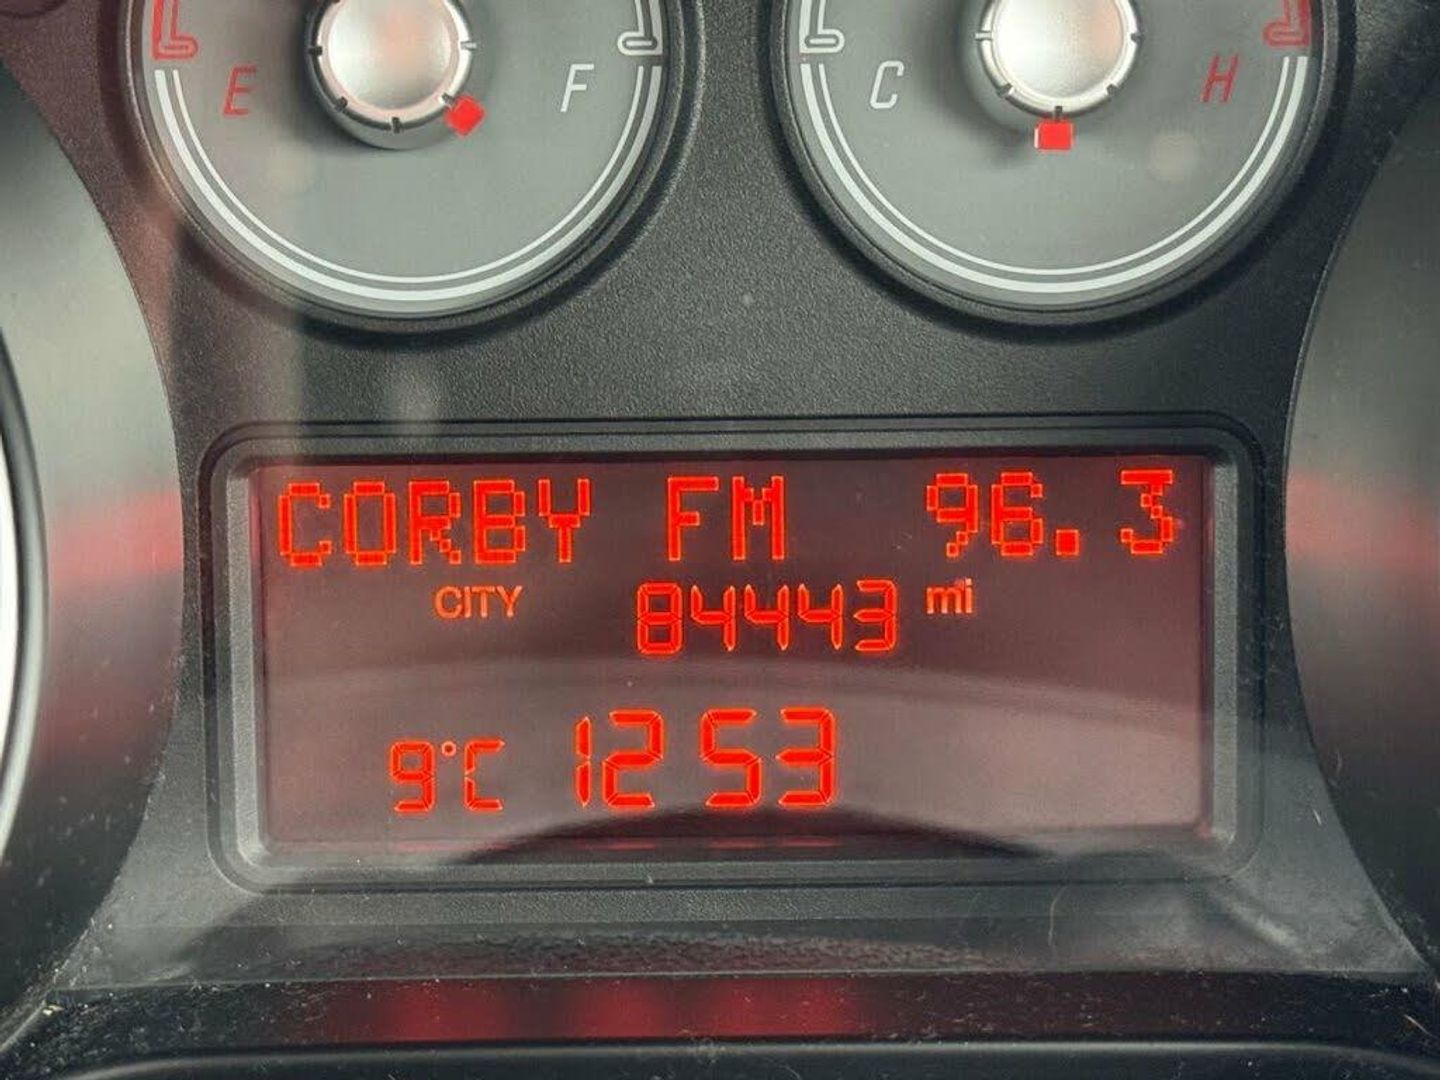 E F C H
CORBY FM 96.3
CITY 84443 mi
9°C 12 53